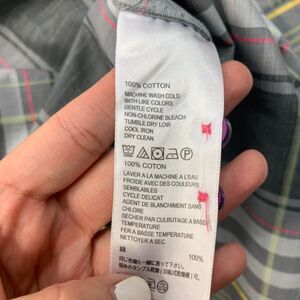 100% COTTON
MACHINE WASH COLD
WITH LIKE COLORS
GENTLE CYCLE
NON-CHLORINE BLEACH
TUMBLE DRY LOW
COOL IRON
DRY CLEAN
100% COTTON
LAVER A LA MACHINE A L'EAU
FROIDE AVEC DES COULEURS
SEMBLABLES
CYCLE DELICAT
AGENT DE BLANCHIMENT SANS
CHLORE
SECHER PAR CULBUTAGE A BASSE
TEMPERATURE
FER A BASSE TEMPERATURE
NETTOYER A SEC
綿 100%